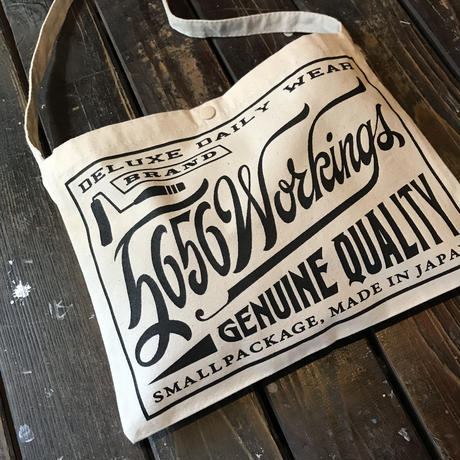 DELUXE DAILY WEAR
BRAND
5656 Workings
GENUINE QUALITY
SMALLPACKAGE, MADE IN JAPAN